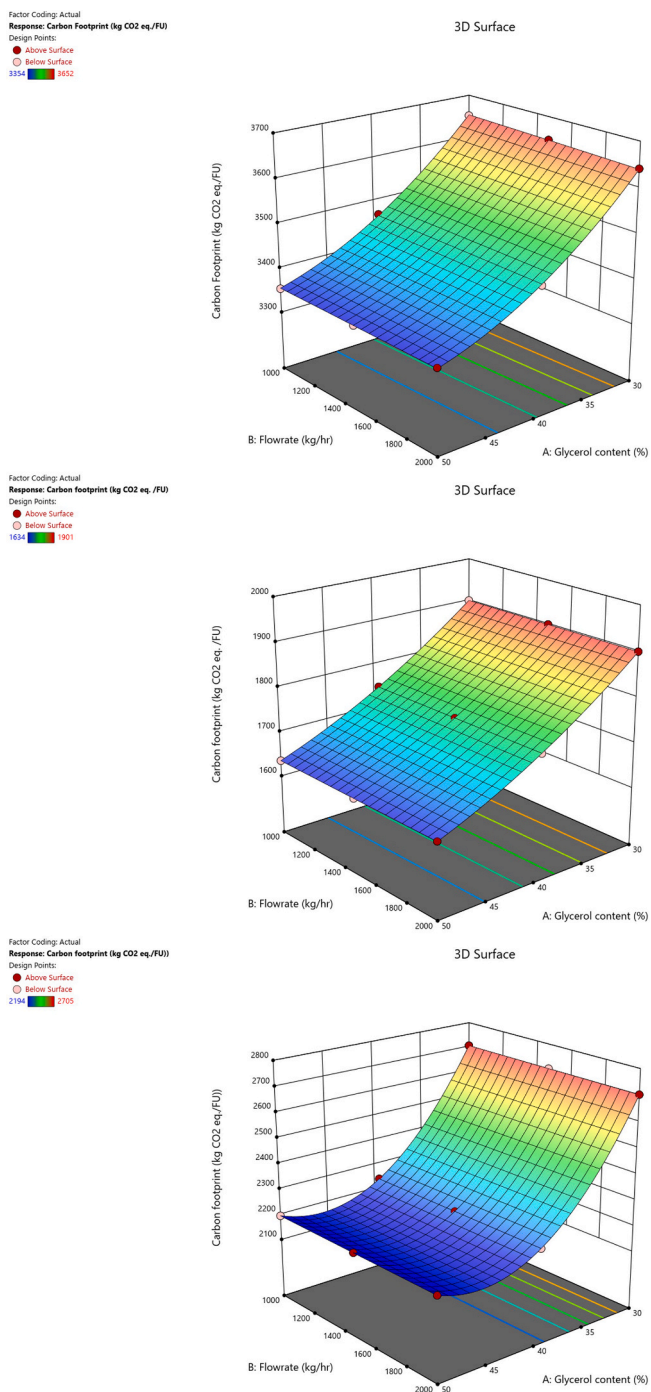 Factor Coding: Actual
Response: Carbon Footprint (kg CO2 eq./FU)
Design Points:
Above Surface
Below Surface
3354 3652
3D Surface
3700
3600
3500
3400
3300
Carbon Footprint (kg CO2 eq./FU)
1000
1200
1400
1600
1800
2000
B: Flowrate (kg/hr)
30
35
40
45
50
A: Glycerol content (%)
Factor Coding: Actual
Response: Carbon footprint (kg CO2 eq. /FU)
Design Points:
Above Surface
Below Surface
1634 1901
3D Surface
2000
1900
1800
1700
1600
Carbon footprint (kg CO2 eq. /FU)
1000
1200
1400
1600
1800
2000
B: Flowrate (kg/hr)
30
35
40
45
50
A: Glycerol content (%)
Factor Coding: Actual
Response: Carbon footprint (kg CO2 eq./FU))
Design Points:
Above Surface
Below Surface
2194 2705
3D Surface
2800
2700
2600
2500
2400
2300
2200
2100
Carbon footprint (kg CO2 eq./FU))
1000
1200
1400
1600
1800
2000
B: Flowrate (kg/hr)
30
35
40
45
50
A: Glycerol content (%)